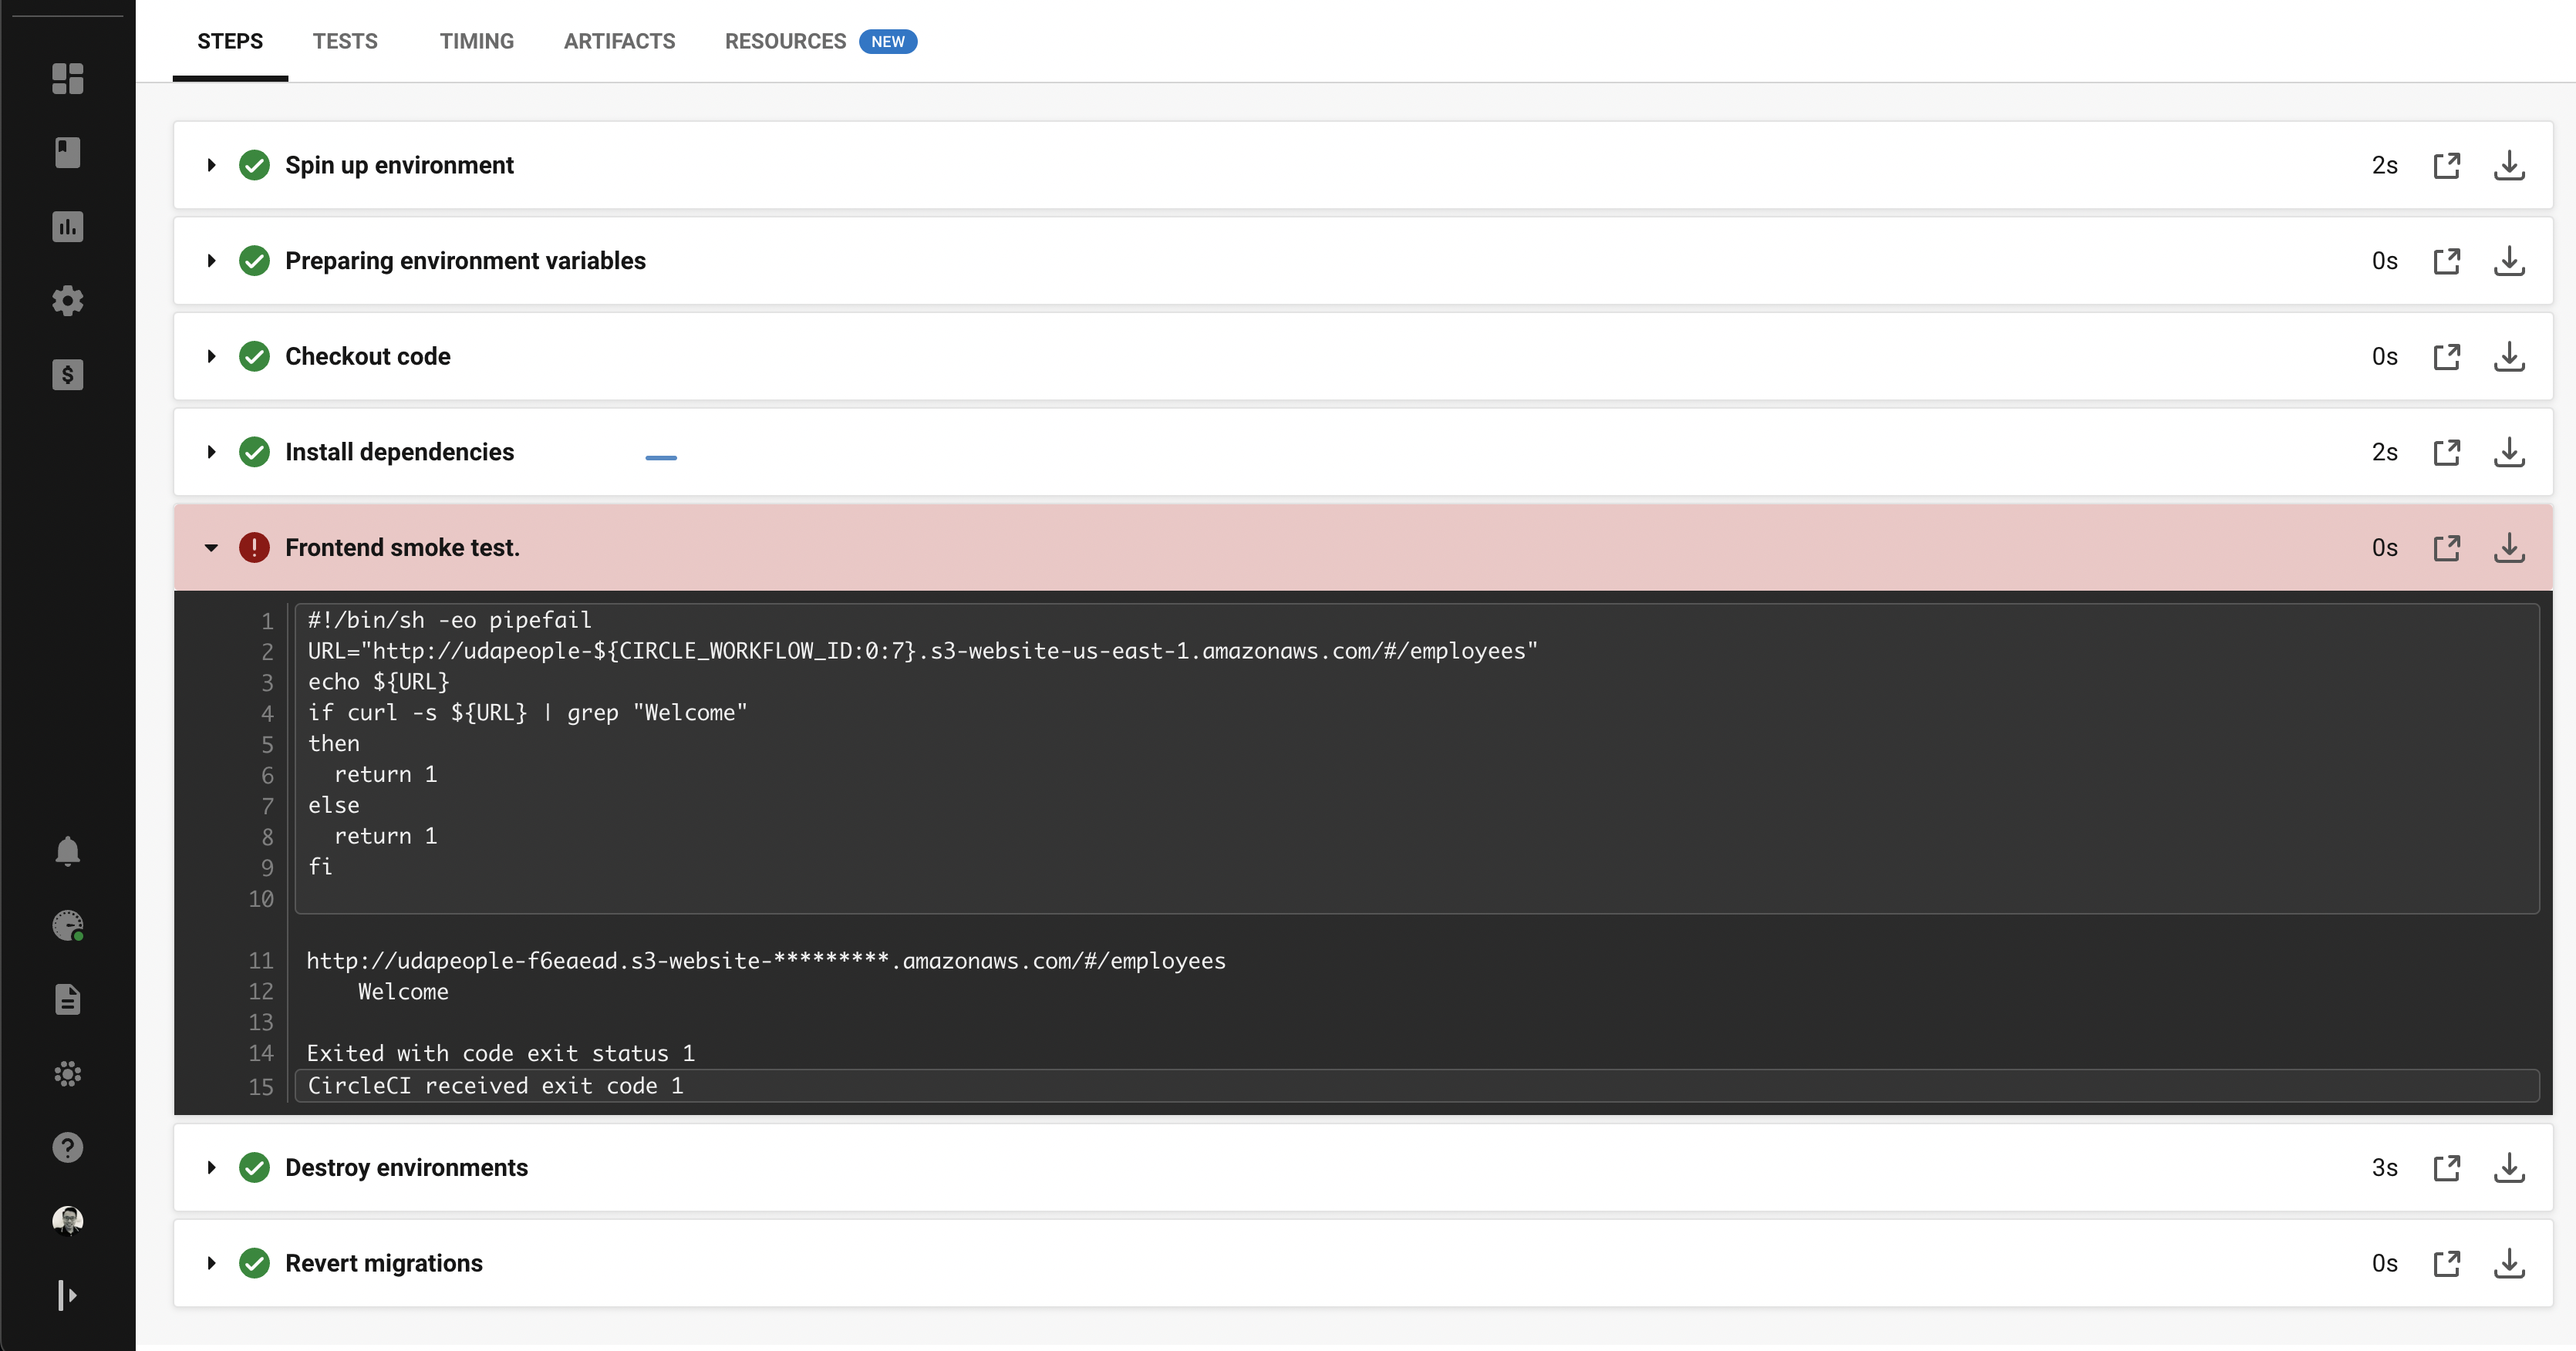 STEPS TESTS TIMING ARTIFACTS RESOURCES NEW
Spin up environment 2s
Preparing environment variables 0s
Checkout code 0s
Install dependencies 2s
Frontend smoke test. 0s
1 #!/bin/sh -eo pipefail
2 URL="http://udapeople-${CIRCLE_WORKFLOW_ID:0:7}.s3-website-us-east-1.amazonaws.com/#/employees"
3 echo ${URL}
4 if curl -s ${URL} | grep "Welcome"
5 then
6   return 1
7 else
8   return 1
9 fi
10
11 http://udapeople-f6eaead.s3-website-*********.amazonaws.com/#/employees
12     Welcome
13
14 Exited with code exit status 1
15 CircleCI received exit code 1
Destroy environments 3s
Revert migrations 0s